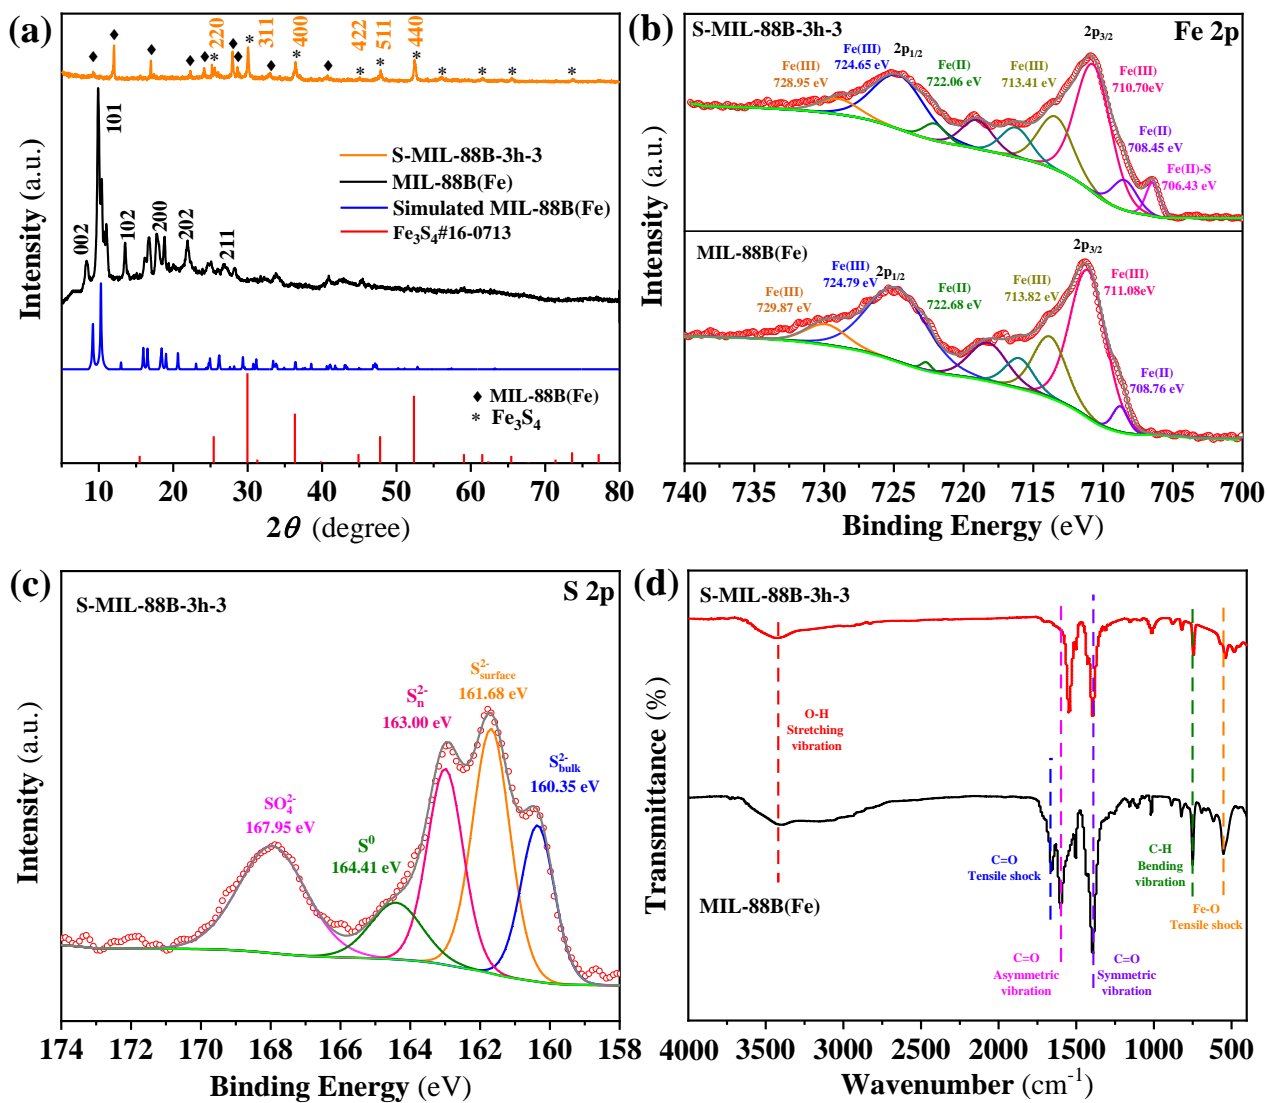 (a)
220
311
400
422
511
440
101
002
102
200
202
211
S-MIL-88B-3h-3
MIL-88B(Fe)
Simulated MIL-88B(Fe)
Fe₃S₄#16-0713
♦ MIL-88B(Fe)
* Fe₃S₄
Intensity (a.u.)
10 20 30 40 50 60 70 80
2θ (degree)
(b)
S-MIL-88B-3h-3
Fe 2p
Fe(III)
728.95 eV
Fe(III)
724.65 eV
2p₁/₂
Fe(II)
722.06 eV
Fe(III)
713.41 eV
2p₃/₂
Fe(III)
710.70eV
Fe(II)
708.45 eV
Fe(II)-S
706.43 eV
MIL-88B(Fe)
Fe(III)
729.87 eV
Fe(III)
724.79 eV
2p₁/₂
Fe(II)
722.68 eV
Fe(III)
713.82 eV
2p₃/₂
Fe(III)
711.08eV
Fe(II)
708.76 eV
Intensity (a.u.)
740 735 730 725 720 715 710 705 700
Binding Energy (eV)
(c)
S-MIL-88B-3h-3
S 2p
SO₄²⁻
167.95 eV
S⁰
164.41 eV
Sₙ²⁻
163.00 eV
S²⁻surface
161.68 eV
S²⁻bulk
160.35 eV
Intensity (a.u.)
174 172 170 168 166 164 162 160 158
Binding Energy (eV)
(d)
S-MIL-88B-3h-3
O-H
Stretching
vibration
C=O
Tensile shock
C-H
Bending
vibration
MIL-88B(Fe)
Fe-O
Tensile shock
C=O
Asymmetric
vibration
C=O
Symmetric
vibration
Transmittance (%)
4000 3500 3000 2500 2000 1500 1000 500
Wavenumber (cm⁻¹)